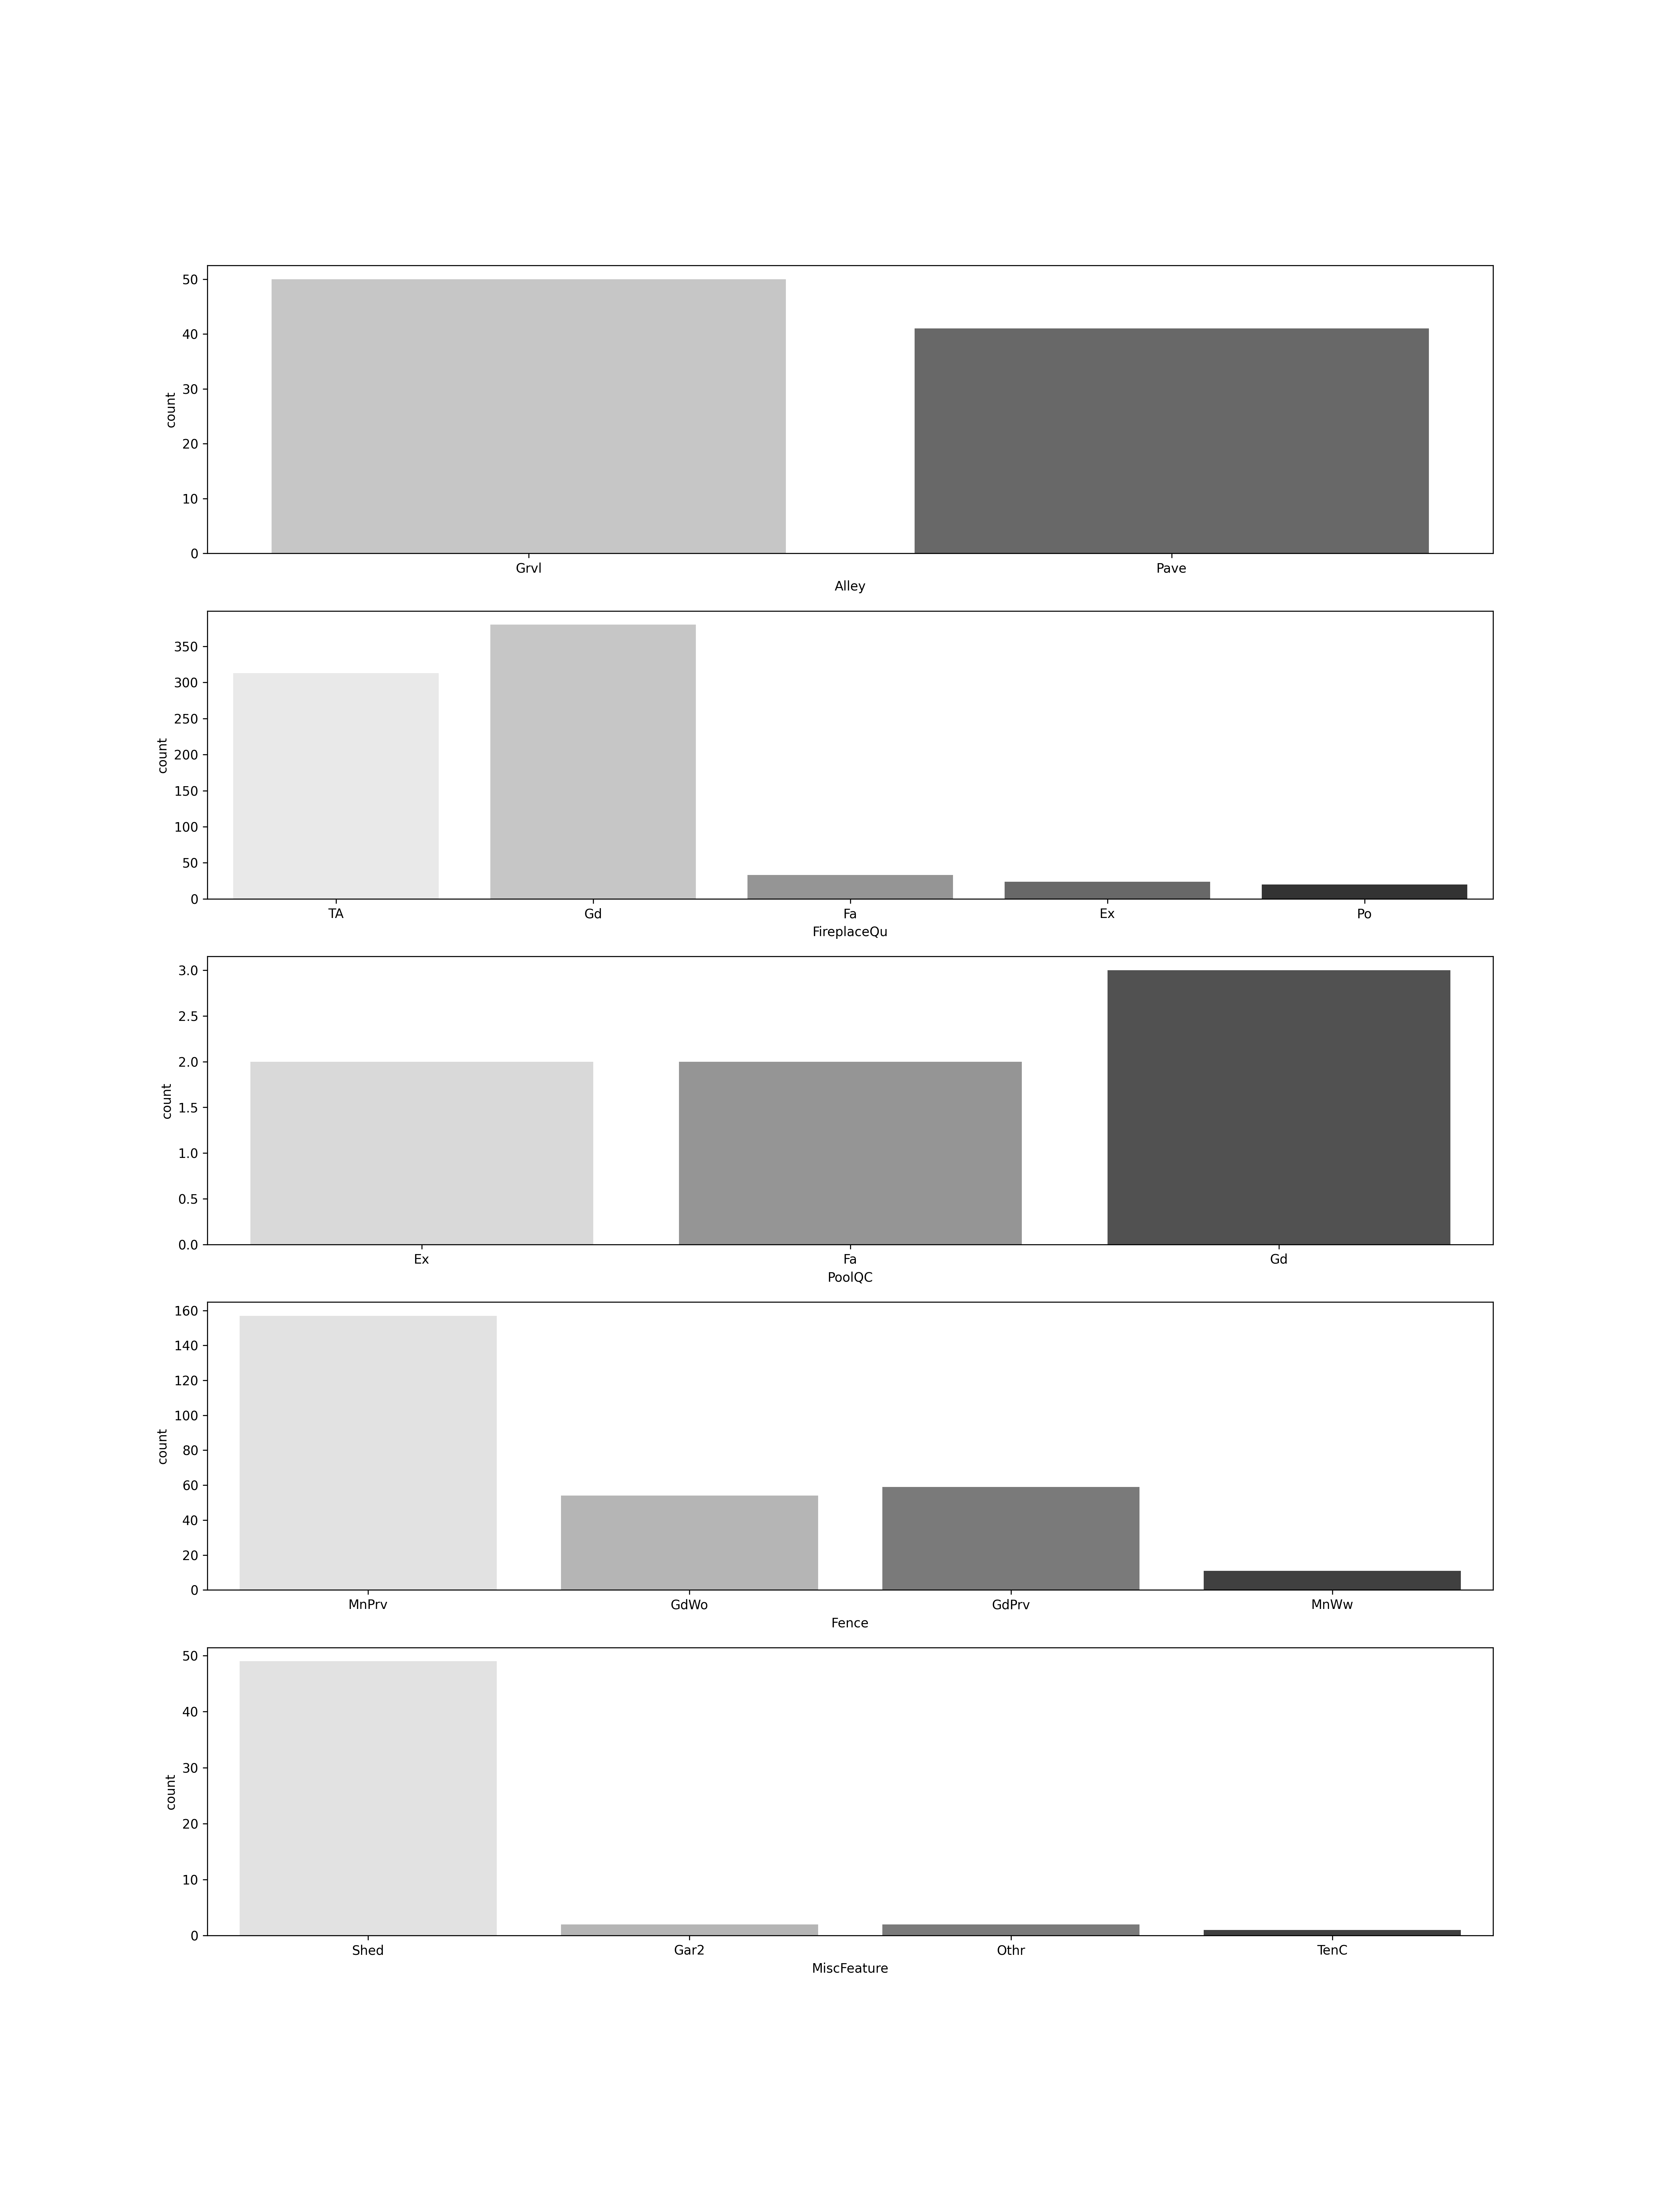 50
40
30
20
10
0
count
Grvl Pave
Alley
350
300
250
200
150
100
50
0
count
TA Gd Fa Ex Po
FireplaceQu
3.0
2.5
2.0
1.5
1.0
0.5
0.0
count
Ex Fa Gd
PoolQC
160
140
120
100
80
60
40
20
0
count
MnPrv GdWo GdPrv MnWw
Fence
50
40
30
20
10
0
count
Shed Gar2 Othr TenC
MiscFeature